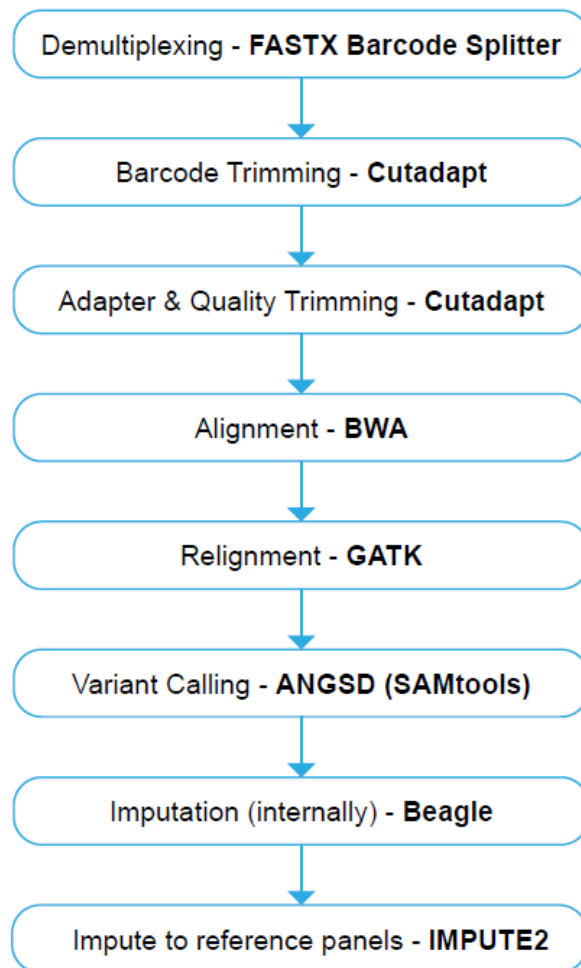 Demultiplexing - FASTX Barcode Splitter
Barcode Trimming - Cutadapt
Adapter & Quality Trimming - Cutadapt
Alignment - BWA
Relignment - GATK
Variant Calling - ANGSD (SAMtools)
Imputation (internally) - Beagle
Impute to reference panels - IMPUTE2